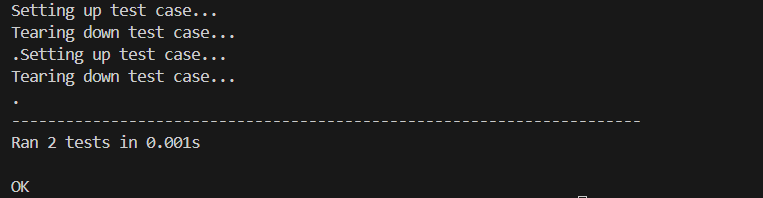 Setting up test case...
Tearing down test case...
.Setting up test case...
Tearing down test case...
.
----------------------------------------------------------------------
Ran 2 tests in 0.001s
OK